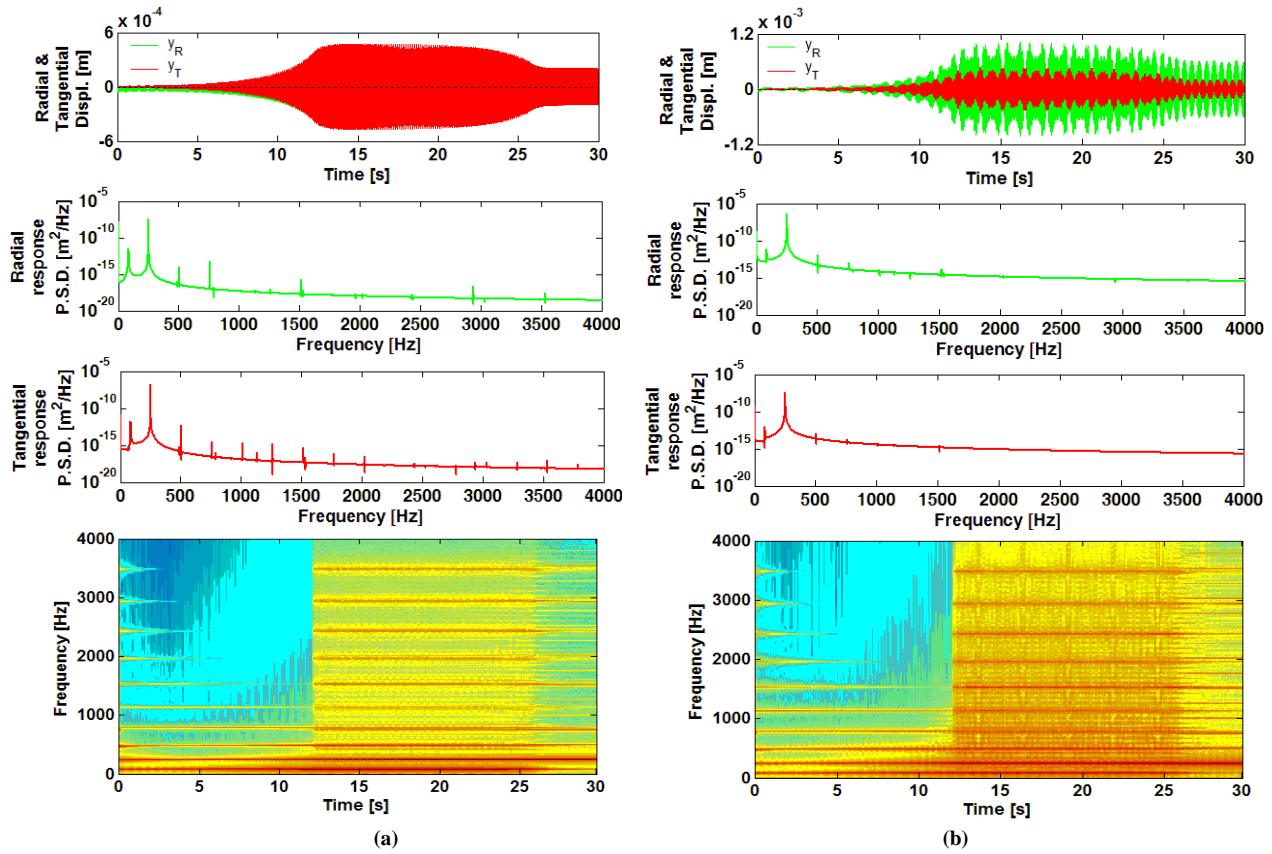 x 10-4
Radial &
Tangential
Displ. [m]
6
0
-6
yR
yT
0 5 10 15 20 25 30
Time [s]
Radial
response
P.S.D. [m2/Hz]
10-5
10-10
10-15
10-20
0 500 1000 1500 2000 2500 3000 3500 4000
Frequency [Hz]
Tangential
response
P.S.D. [m2/Hz]
10-5
10-10
10-15
10-20
0 500 1000 1500 2000 2500 3000 3500 4000
Frequency [Hz]
Frequency [Hz]
4000
3000
2000
1000
0
0 5 10 15 20 25 30
Time [s]
(a)
x 10-3
Radial &
Tangential
Displ. [m]
1.2
0
-1.2
yR
yT
0 5 10 15 20 25 30
Time [s]
Radial
response
P.S.D. [m2/Hz]
10-5
10-10
10-15
10-20
0 500 1000 1500 2000 2500 3000 3500 4000
Frequency [Hz]
Tangential
response
P.S.D. [m2/Hz]
10-5
10-10
10-15
10-20
0 500 1000 1500 2000 2500 3000 3500 4000
Frequency [Hz]
Frequency [Hz]
4000
3000
2000
1000
0
0 5 10 15 20 25 30
Time [s]
(b)